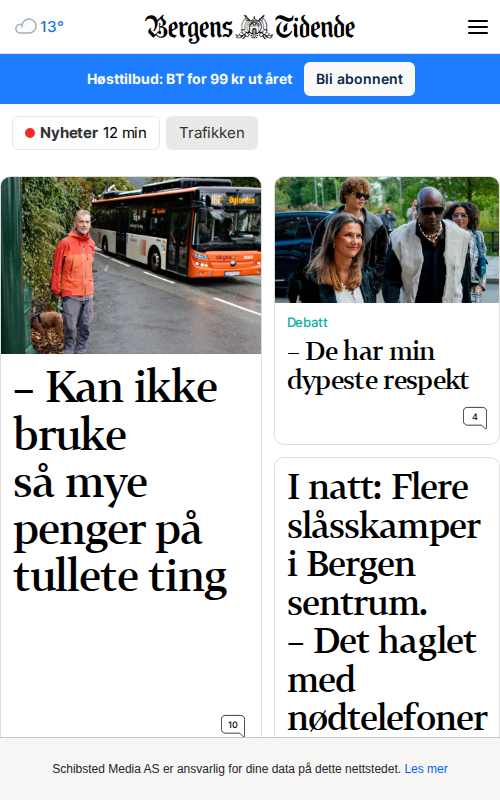 13°
Bergens Tidende
Høsttilbud: BT for 99 kr ut året
Bli abonnent
Nyheter 12 min
Trafikken
– Kan ikke
bruke
så mye
penger på
tullete ting
10
Debatt
– De har min
dypeste respekt
4
I natt: Flere
slåsskamper
i Bergen
sentrum.
– Det haglet
med
nødtelefoner
Schibsted Media AS er ansvarlig for dine data på dette nettstedet. Les mer